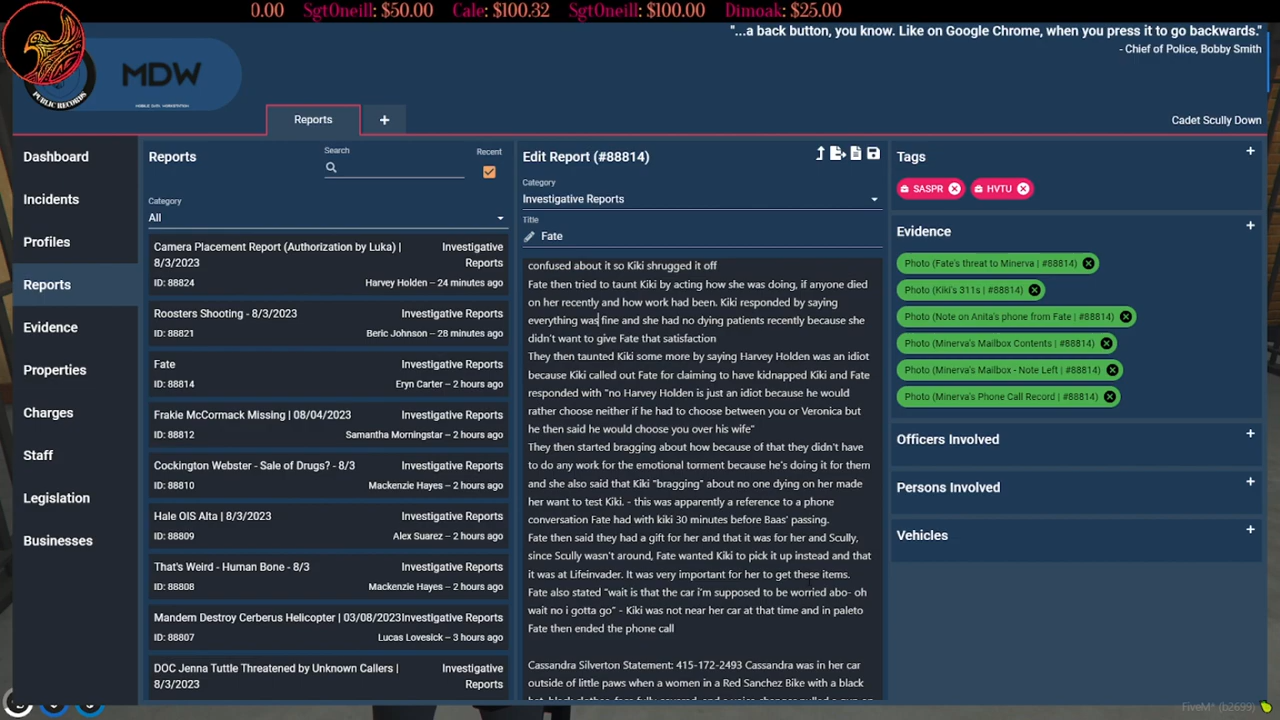 0.00 SgtOneill: $50.00 Cale: $100.32 SgtOneill: $100.00 Dimoak: $25.00
"...a back button, you know. Like on Google Chrome, when you press it to go backwards."
- Chief of Police, Bobby Smith
PUBLIC RECORDS
MDW
MOBILE DATA WORKSTATION
Reports
+
Cadet Scully Down
Dashboard
Incidents
Profiles
Reports
Evidence
Properties
Charges
Staff
Legislation
Businesses
Reports
Search
Recent
Category
All
Camera Placement Report (Authorization by Luka) | 8/3/2023
Investigative Reports
ID: 88824
Harvey Holden – 24 minutes ago
Roosters Shooting - 8/3/2023
Investigative Reports
ID: 88821
Beric Johnson – 28 minutes ago
Fate
Investigative Reports
ID: 88814
Eryn Carter – 2 hours ago
Frakie McCormack Missing | 08/04/2023
Investigative Reports
ID: 88812
Samantha Morningstar – 2 hours ago
Cockington Webster - Sale of Drugs? - 8/3
Investigative Reports
ID: 88810
Mackenzie Hayes – 2 hours ago
Hale OIS Alta | 8/3/2023
Investigative Reports
ID: 88809
Alex Suarez – 2 hours ago
That's Weird - Human Bone - 8/3
Investigative Reports
ID: 88808
Mackenzie Hayes – 2 hours ago
Mandem Destroy Cerberus Helicopter | 03/08/2023
Investigative Reports
ID: 88807
Lucas Lovesick – 3 hours ago
DOC Jenna Tuttle Threatened by Unknown Callers | 8/3/2023
Investigative Reports
Edit Report (#88814)
Category
Investigative Reports
Title
Fate
confused about it so Kiki shrugged it off
Fate then tried to taunt Kiki by acting how she was doing, if anyone died
on her recently and how work had been. Kiki responded by saying
everything was fine and she had no dying patients recently because she
didn't want to give Fate that satisfaction
They then taunted Kiki some more by saying Harvey Holden was an idiot
because Kiki called out Fate for claiming to have kidnapped Kiki and Fate
responded with "no Harvey Holden is just an idiot because he would
rather choose neither if he had to choose between you or Veronica but
he then said he would choose you over his wife"
They then started bragging about how because of that they didn't have
to do any work for the emotional torment because he's doing it for them
and she also said that Kiki "bragging" about no one dying on her made
her want to test Kiki. - this was apparently a reference to a phone
conversation Fate had with kiki 30 minutes before Baas' passing.
Fate then said they had a gift for her and that it was for her and Scully,
since Scully wasn't around, Fate wanted Kiki to pick it up instead and that
it was at Lifeinvader. It was very important for her to get these items.
Fate also stated "wait is that the car i'm supposed to be worried abo- oh
wait no i gotta go" - Kiki was not near her car at that time and in paleto
Fate then ended the phone call
Cassandra Silverton Statement: 415-172-2493 Cassandra was in her car
outside of little paws when a women in a Red Sanchez Bike with a black
Tags
+
SASPR
HVTU
Evidence
+
Photo (Fate's threat to Minerva | #88814)
Photo (Kiki's 311s | #88814)
Photo (Note on Anita's phone from Fate | #88814)
Photo (Minerva's Mailbox Contents | #88814)
Photo (Minerva's Mailbox - Note Left | #88814)
Photo (Minerva's Phone Call Record | #88814)
Officers Involved
+
Persons Involved
+
Vehicles
+
FiveM* (b2699)